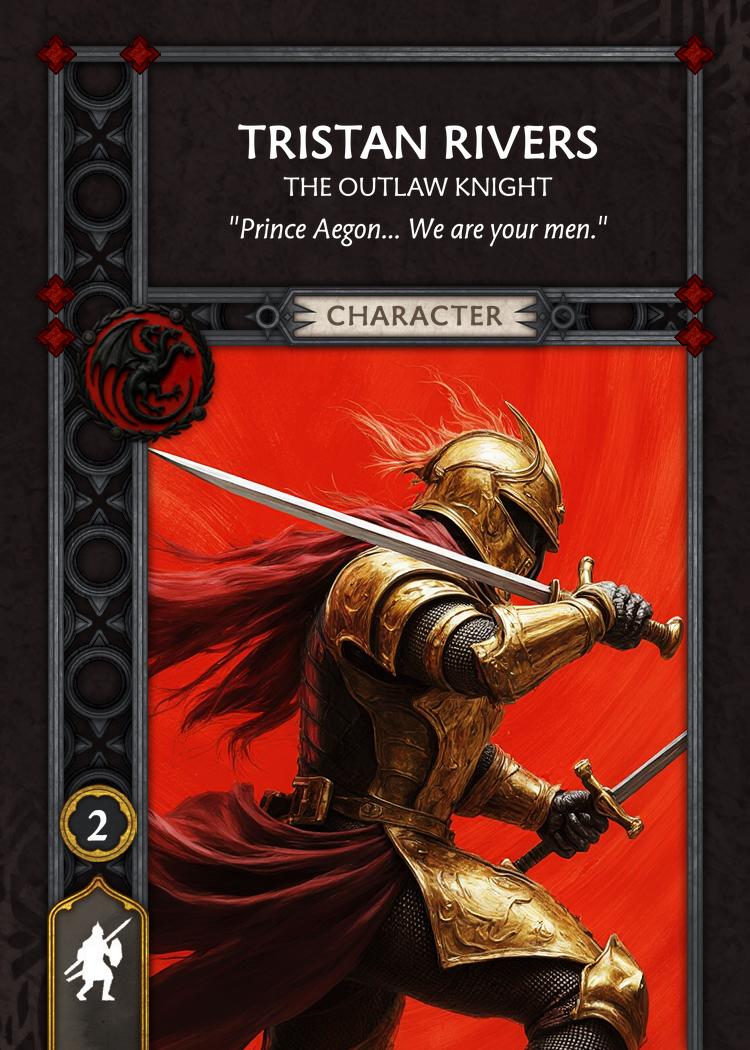 TRISTAN RIVERS
THE OUTLAW KNIGHT
"Prince Aegon... We are your men."
CHARACTER
2